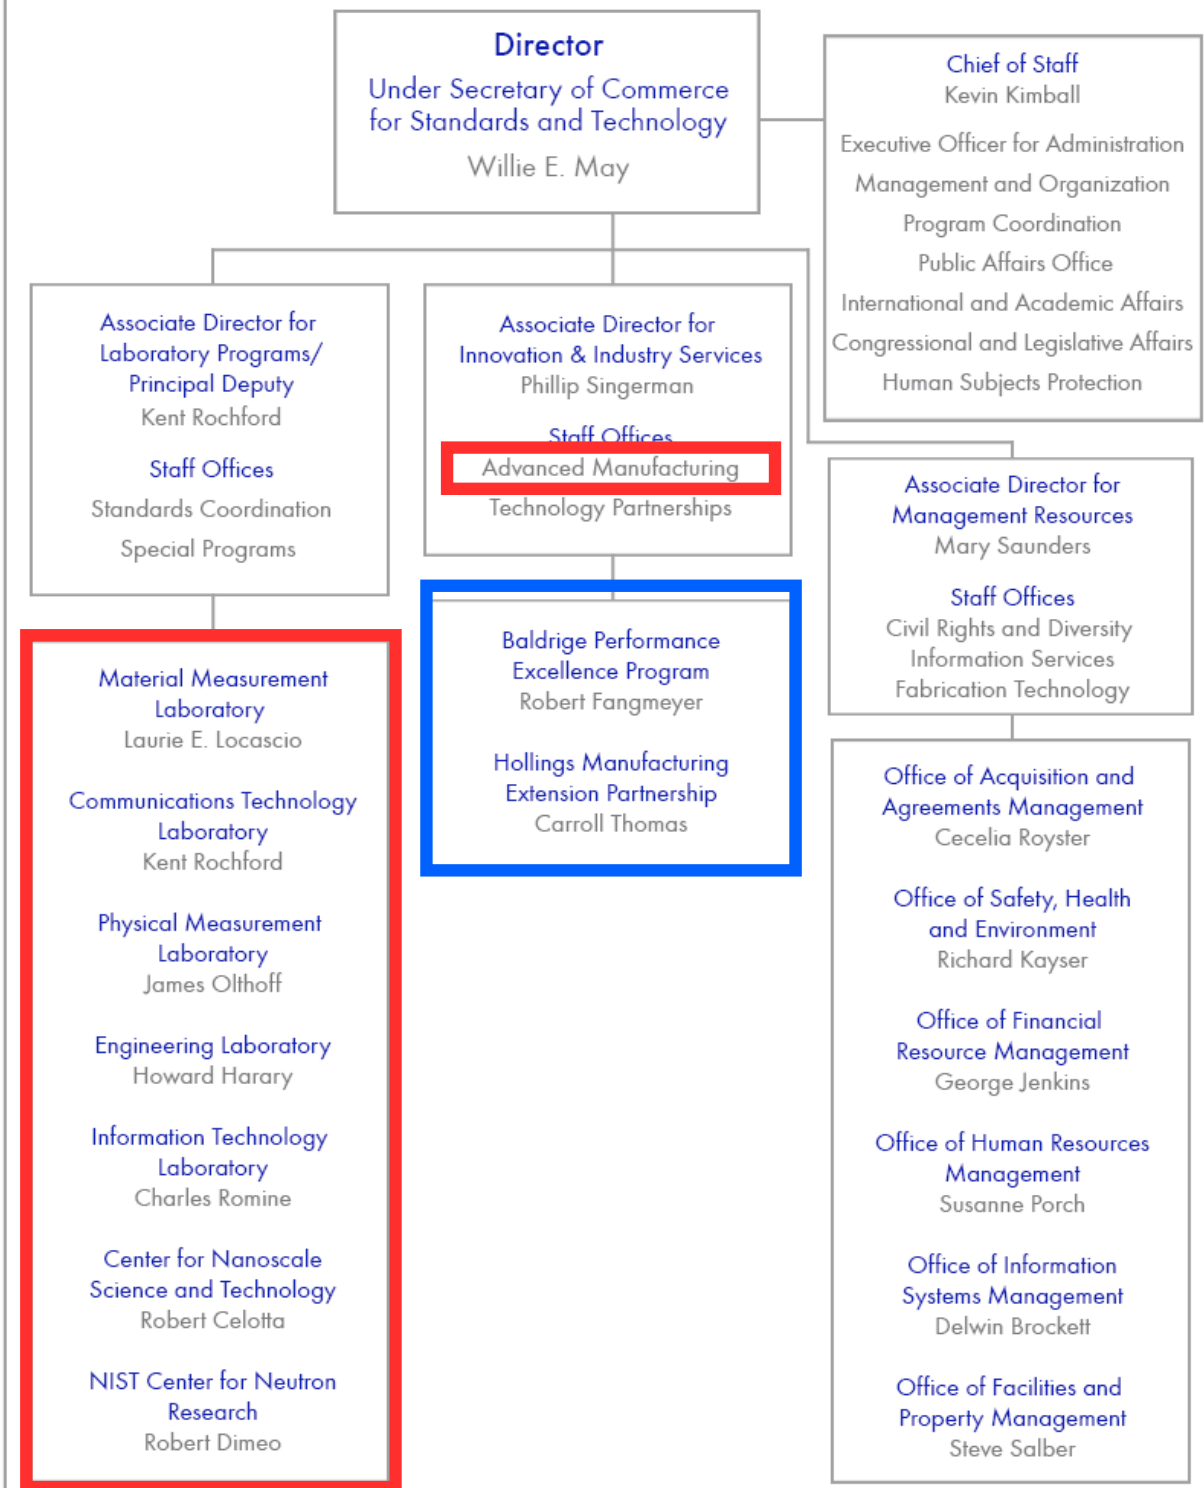 Director
Under Secretary of Commerce
for Standards and Technology
Willie E. May
Chief of Staff
Kevin Kimball
Executive Officer for Administration
Management and Organization
Program Coordination
Public Affairs Office
International and Academic Affairs
Congressional and Legislative Affairs
Human Subjects Protection
Associate Director for
Laboratory Programs/
Principal Deputy
Kent Rochford
Staff Offices
Standards Coordination
Special Programs
Associate Director for
Innovation & Industry Services
Phillip Singerman
Staff Offices
Advanced Manufacturing
Technology Partnerships
Associate Director for
Management Resources
Mary Saunders
Staff Offices
Civil Rights and Diversity
Information Services
Fabrication Technology
Material Measurement
Laboratory
Laurie E. Locascio
Communications Technology
Laboratory
Kent Rochford
Physical Measurement
Laboratory
James Olthoff
Engineering Laboratory
Howard Harary
Information Technology
Laboratory
Charles Romine
Center for Nanoscale
Science and Technology
Robert Celotta
NIST Center for Neutron
Research
Robert Dimeo
Baldrige Performance
Excellence Program
Robert Fangmeyer
Hollings Manufacturing
Extension Partnership
Carroll Thomas
Office of Acquisition and
Agreements Management
Cecelia Royster
Office of Safety, Health
and Environment
Richard Kayser
Office of Financial
Resource Management
George Jenkins
Office of Human Resources
Management
Susanne Porch
Office of Information
Systems Management
Delwin Brockett
Office of Facilities and
Property Management
Steve Salber